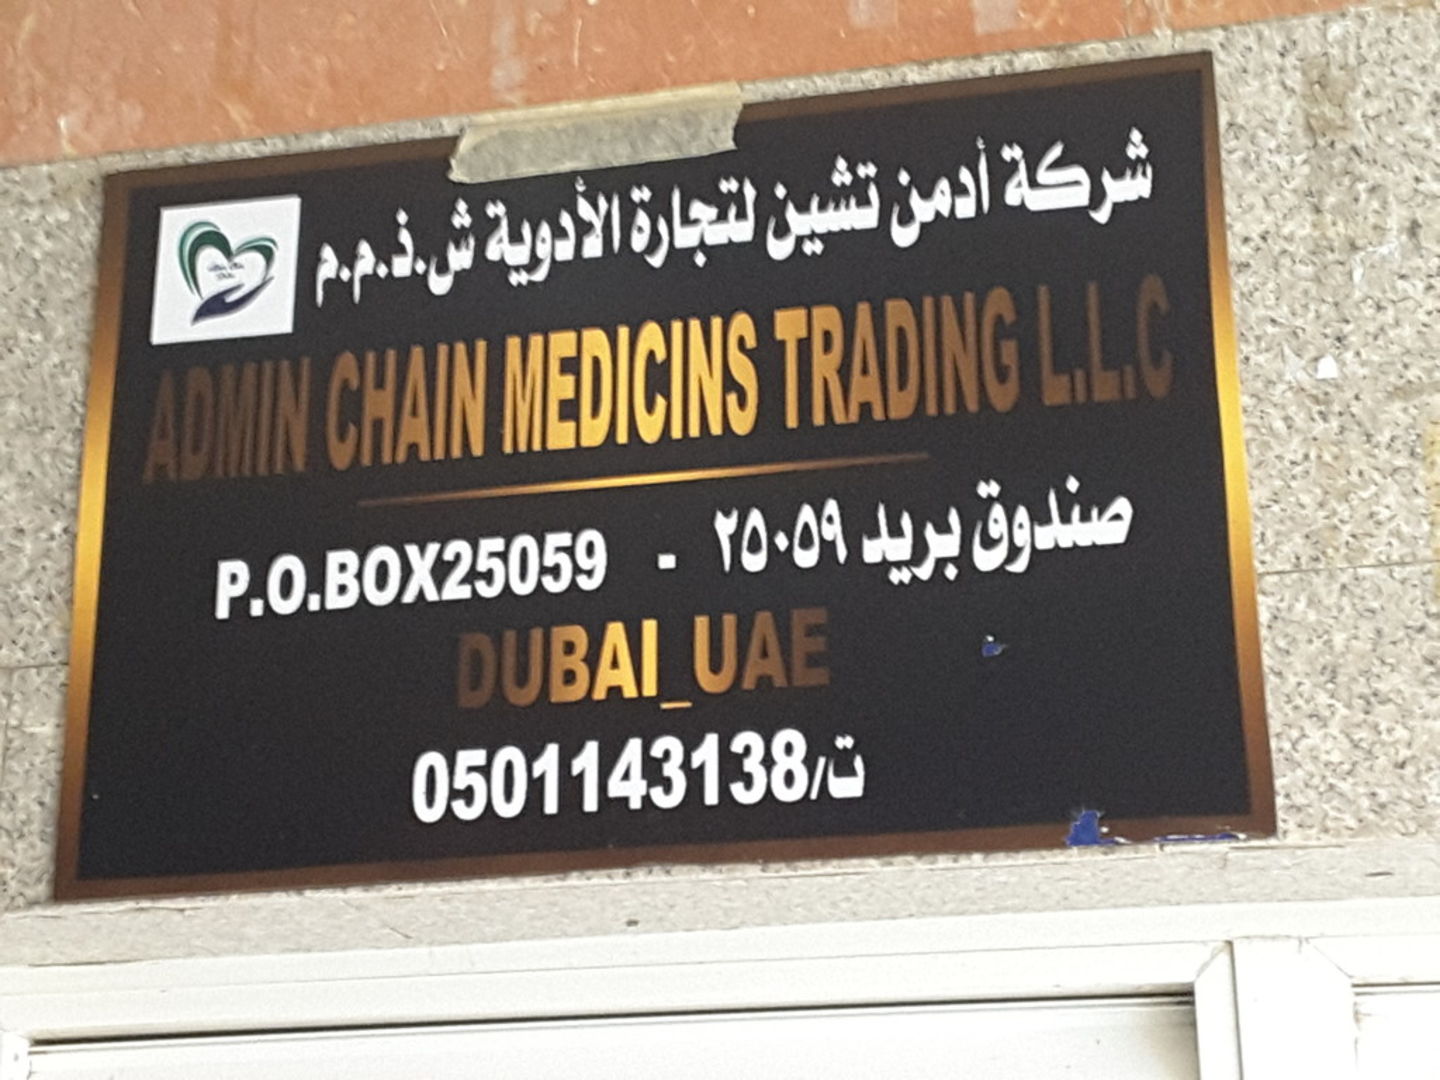 شركة أدمن تشين لتجارة الأدوية ش.ذ.م.م
ADMIN CHAIN MEDICINS TRADING L.L.C
P.O.BOX25059 - صندوق بريد ٢٥٠٥٩
DUBAI_UAE
0501143138/ت